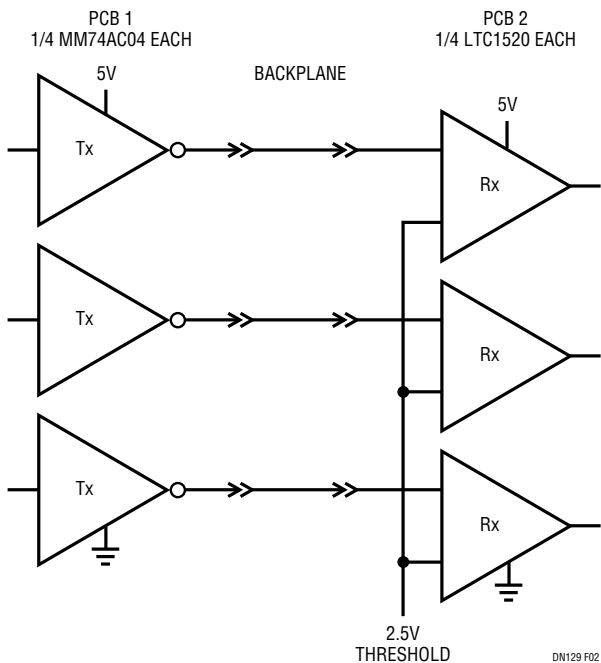 PCB 1
1/4 MM74AC04 EACH
PCB 2
1/4 LTC1520 EACH
5V
BACKPLANE
5V
Tx
Rx
Tx
Rx
Tx
Rx
2.5V
THRESHOLD
DN129 F02